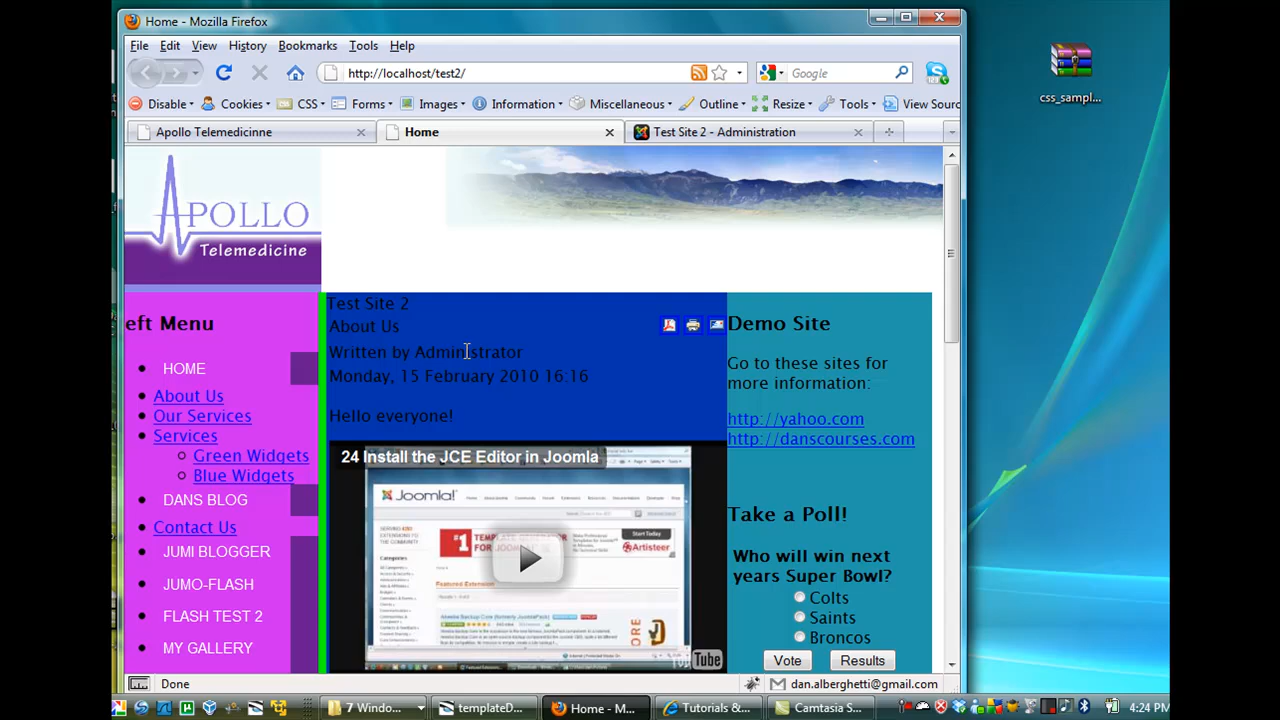 Home - Mozilla Firefox
File Edit View History Bookmarks Tools Help
http://localhost/test2/
Google
Disable Cookies CSS Forms Images Information Miscellaneous Outline Resize Tools View Sourc
Apollo Telemedicinne
Home
Test Site 2 - Administration
css_sampl...
APOLLO
Telemedicine
eft Menu
HOME
About Us
Our Services
Services
Green Widgets
Blue Widgets
DANS BLOG
Contact Us
JUMI BLOGGER
JUMO-FLASH
FLASH TEST 2
MY GALLERY
Test Site 2
About Us
Written by Administrator
Monday, 15 February 2010 16:16
Hello everyone!
24 Install the JCE Editor in Joomla
Joomla!
#1
Start Today
Artisteer
Tube
Demo Site
Go to these sites for
more information:
http://yahoo.com
http://danscourses.com
Take a Poll!
Who will win next
years Super Bowl?
Colts
Saints
Broncos
Vote Results
Done
dan.alberghetti@gmail.com
7 Windo...
templateD...
Home - M...
Tutorials &...
Camtasia S...
4:24 PM